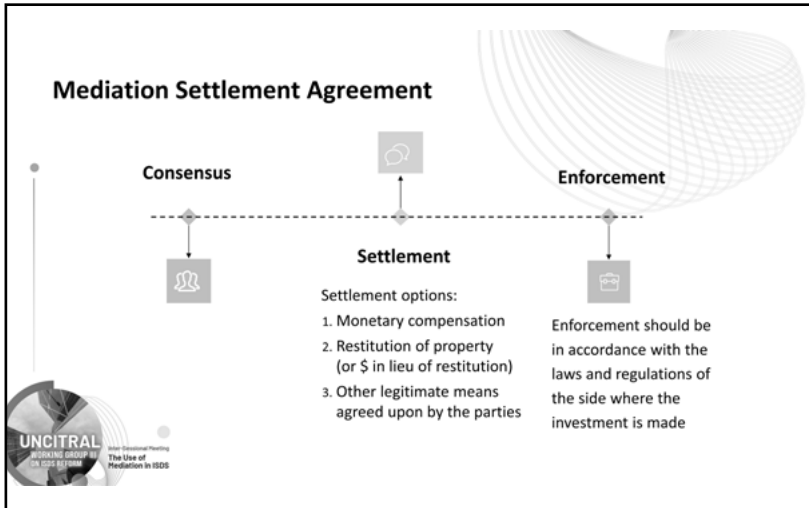 Mediation Settlement Agreement
Consensus
Enforcement
Settlement
Settlement options:
1. Monetary compensation
2. Restitution of property
(or $ in lieu of restitution)
3. Other legitimate means
agreed upon by the parties
Enforcement should be
in accordance with the
laws and regulations of
the side where the
investment is made
UNCITRAL
WORKING GROUP III
ON ISDS REFORM
Inter-Sessional Meeting
The Use of
Mediation in ISDS